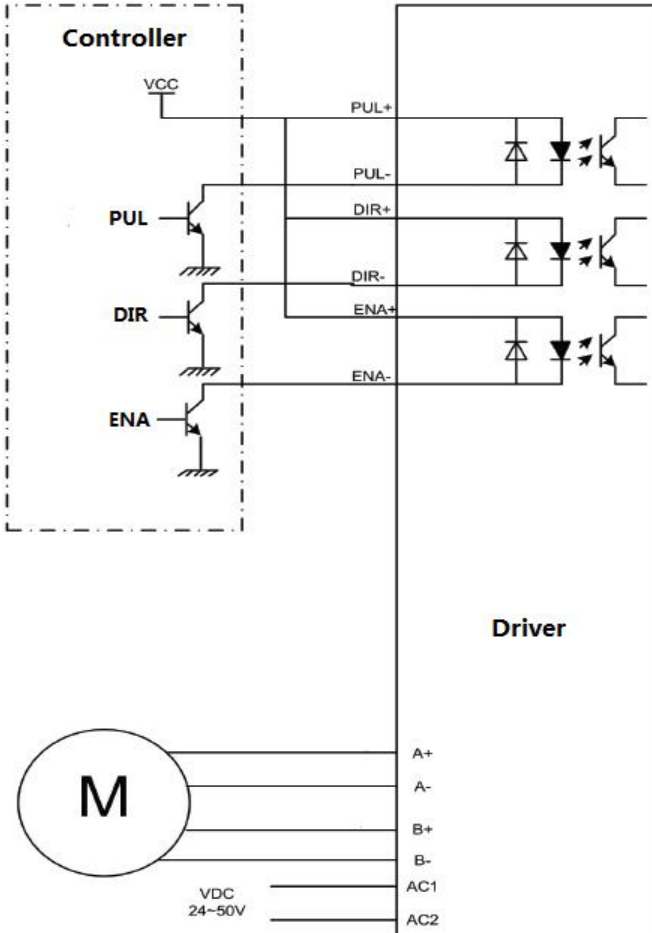 Controller
VCC
PUL+
PUL-
PUL
DIR+
DIR-
DIR
ENA+
ENA-
ENA
Driver
A+
M
A-
B+
B-
AC1
VDC
24~50V
AC2